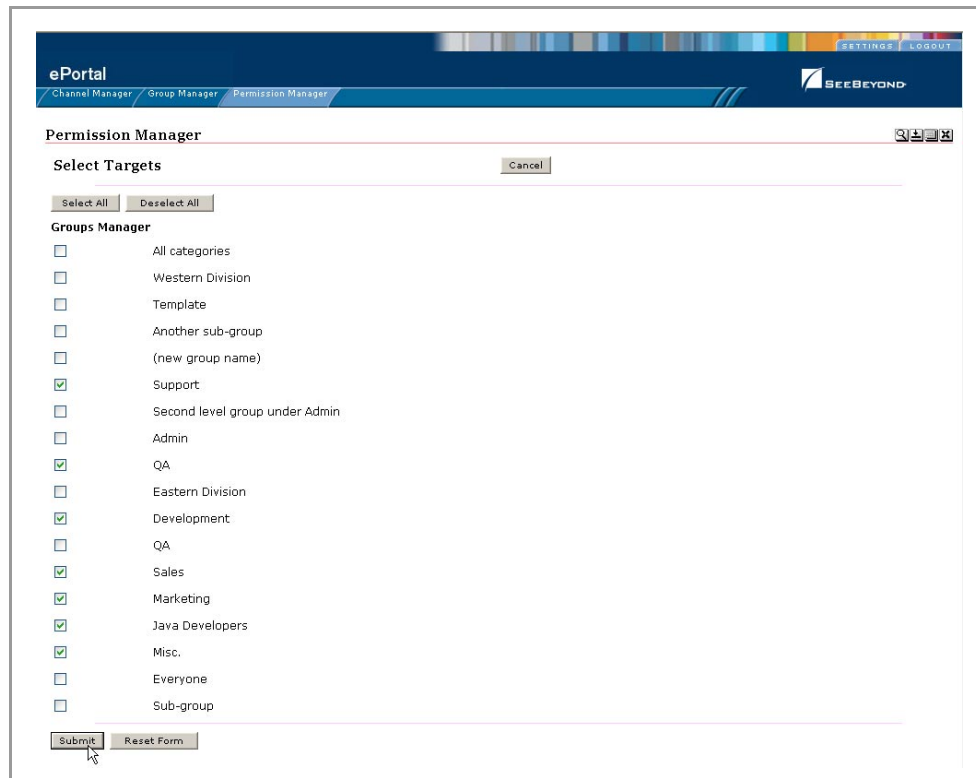 SETTINGS LOGOUT
ePortal
SEEBEYOND
Channel Manager Group Manager Permission Manager
Permission Manager
Select Targets Cancel
Select All Deselect All
Groups Manager
All categories
Western Division
Template
Another sub-group
(new group name)
Support
Second level group under Admin
Admin
QA
Eastern Division
Development
QA
Sales
Marketing
Java Developers
Misc.
Everyone
Sub-group
Submit Reset Form